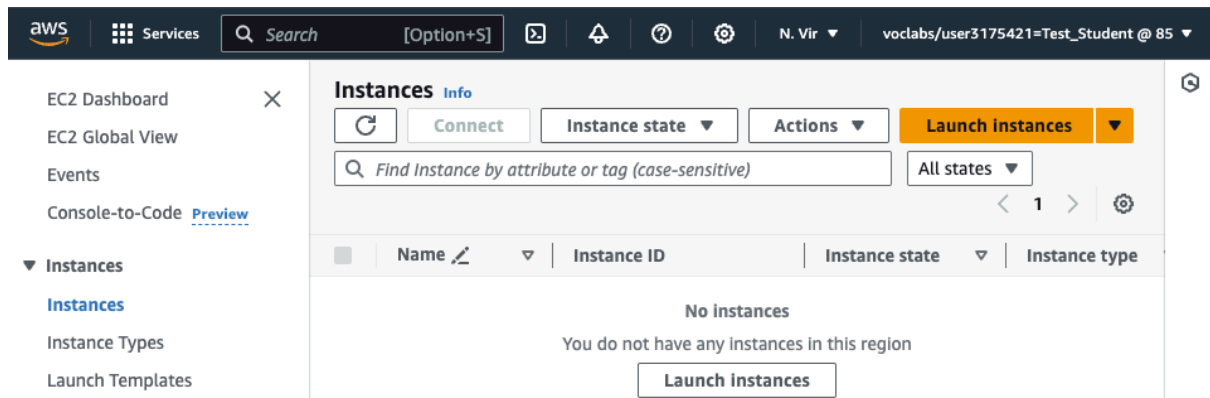 aws Services Search [Option+S] N. Vir voclabs/user3175421=Test_Student @ 85
EC2 Dashboard
EC2 Global View
Events
Console-to-Code Preview
Instances
Instances
Instance Types
Launch Templates
Instances Info
Connect Instance state Actions Launch instances
Find Instance by attribute or tag (case-sensitive) All states
1
Name Instance ID Instance state Instance type
No instances
You do not have any instances in this region
Launch instances